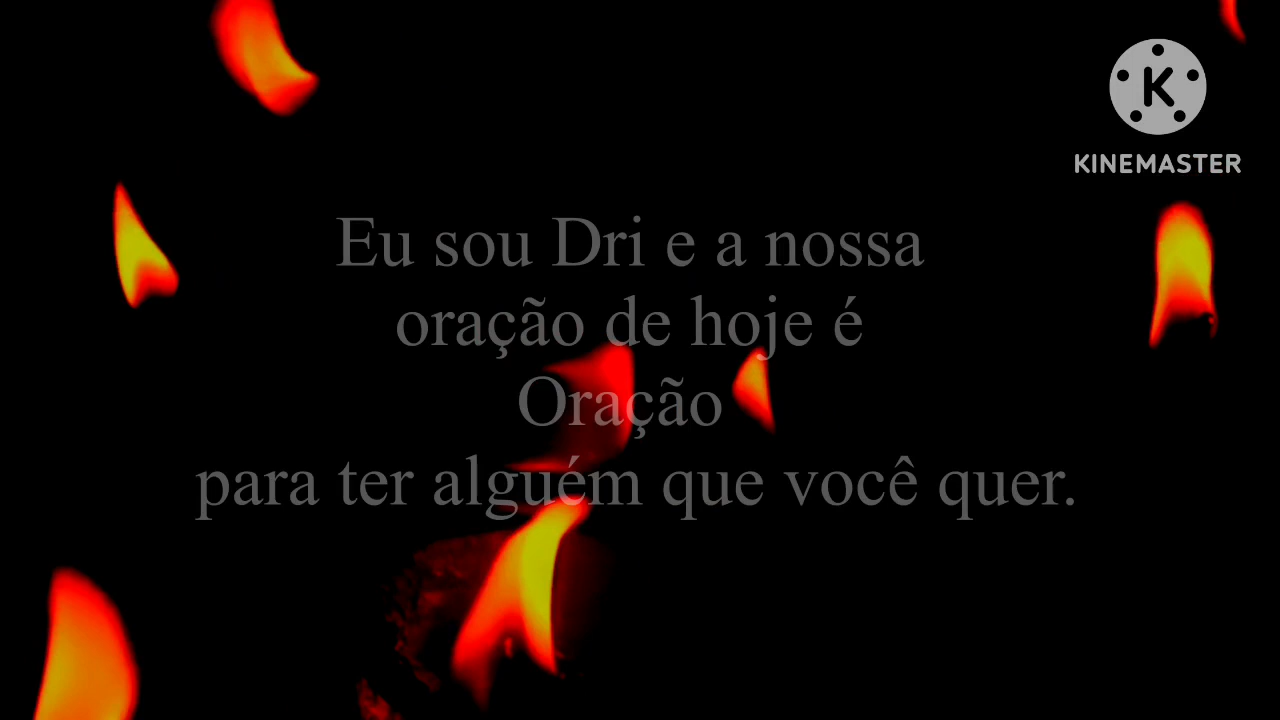 KINEMASTER
Eu sou Dri e a nossa
oração de hoje é
Oração
para ter alguém que você quer.